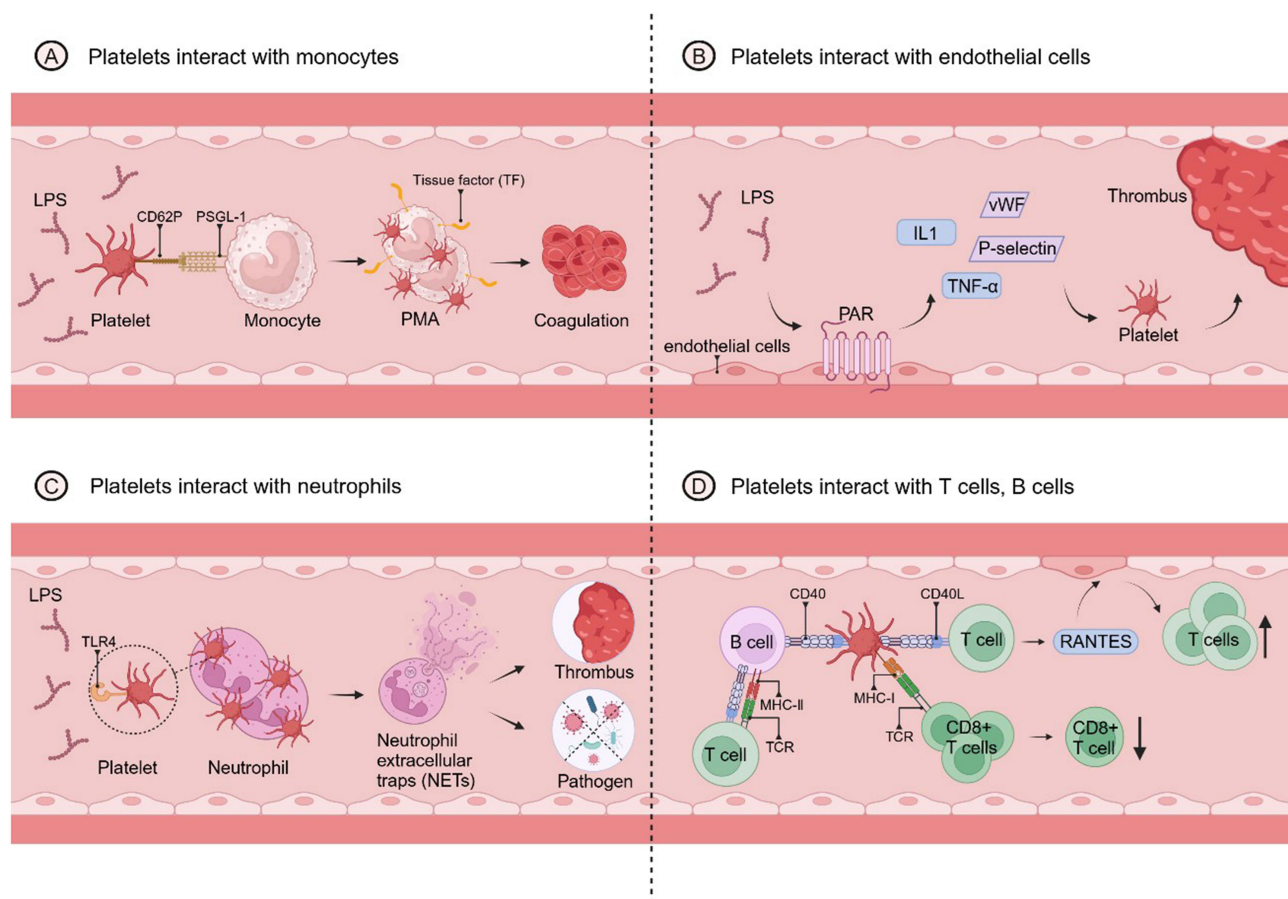 A Platelets interact with monocytes
LPS
CD62P
PSGL-1
Tissue factor (TF)
Platelet
Monocyte
PMA
Coagulation
B Platelets interact with endothelial cells
LPS
vWF
IL1
P-selectin
TNF-α
Thrombus
PAR
Platelet
endothelial cells
C Platelets interact with neutrophils
LPS
TLR4
Platelet
Neutrophil
Neutrophil
extracellular
traps (NETs)
Thrombus
Pathogen
D Platelets interact with T cells, B cells
CD40
CD40L
B cell
T cell
RANTES
T cells
MHC-II
MHC-I
TCR
TCR
T cell
CD8+
T cells
CD8+
T cell